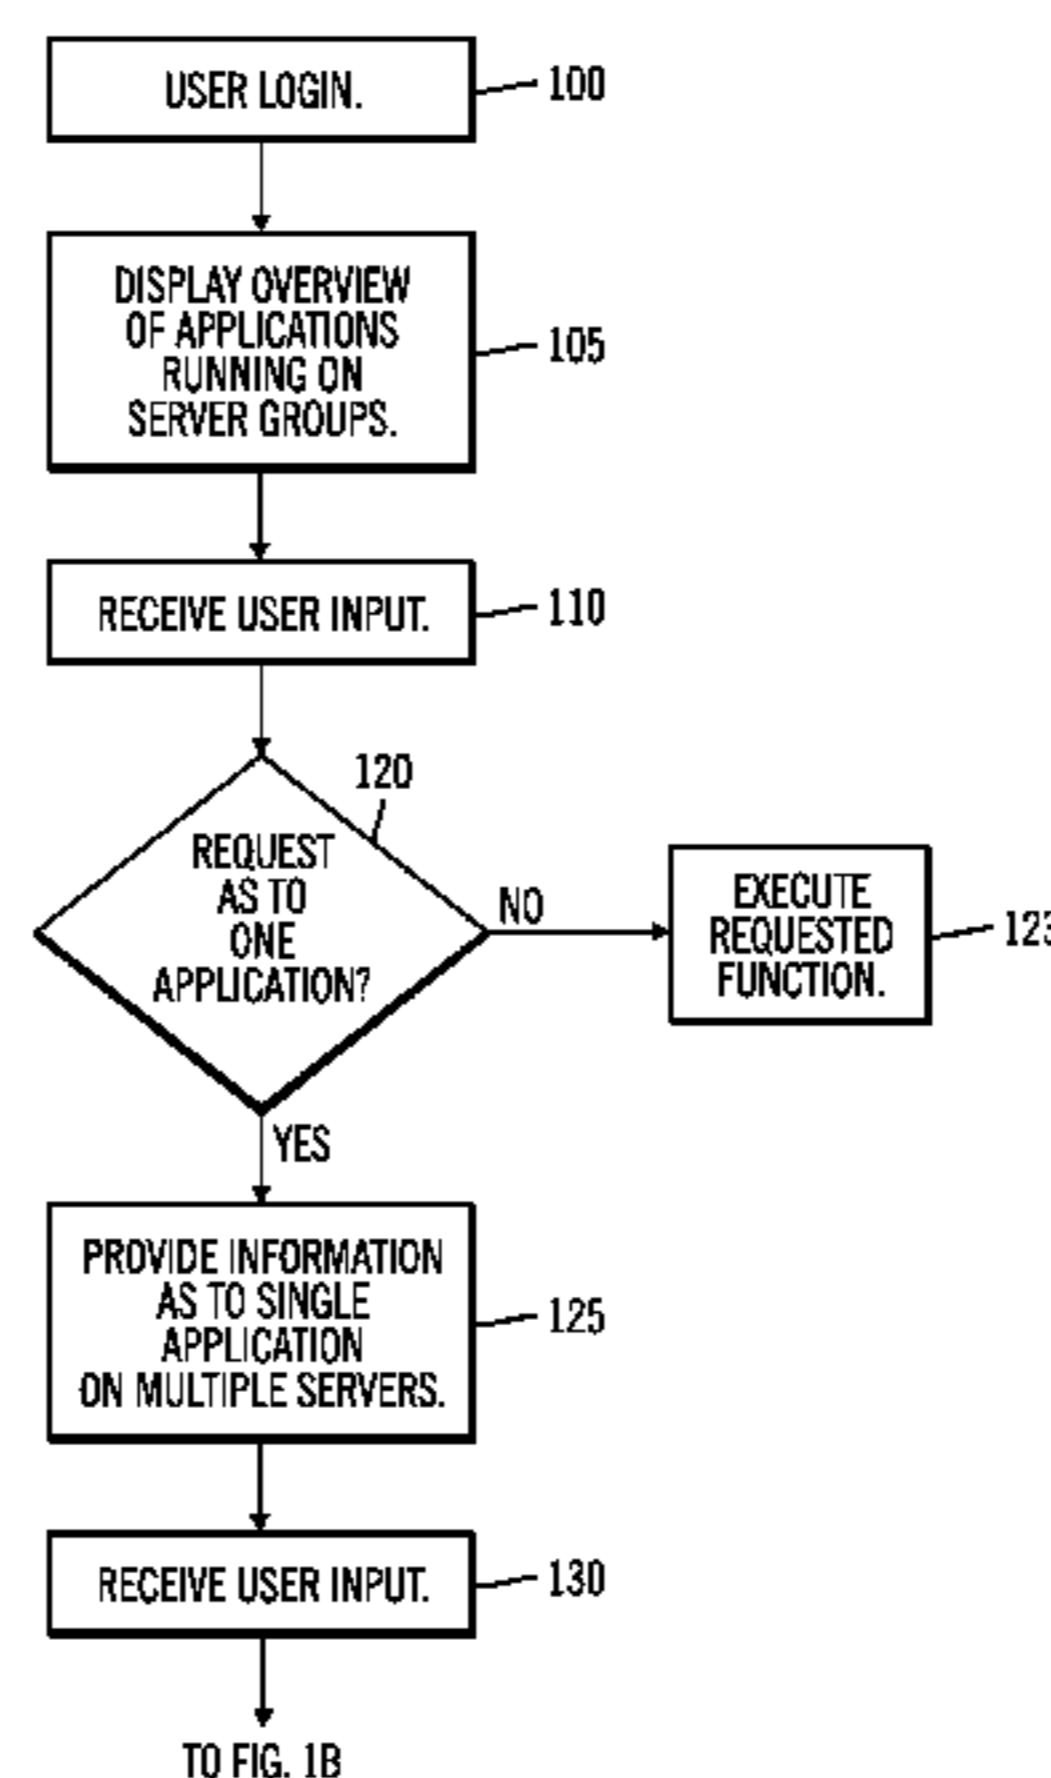 USER LOGIN.
100
DISPLAY OVERVIEW
OF APPLICATIONS
RUNNING ON
SERVER GROUPS.
105
RECEIVE USER INPUT.
110
120
REQUEST
AS TO
ONE
APPLICATION?
NO
EXECUTE
REQUESTED
FUNCTION.
123
YES
PROVIDE INFORMATION
AS TO SINGLE
APPLICATION
ON MULTIPLE SERVERS.
125
RECEIVE USER INPUT.
130
TO FIG. 1B